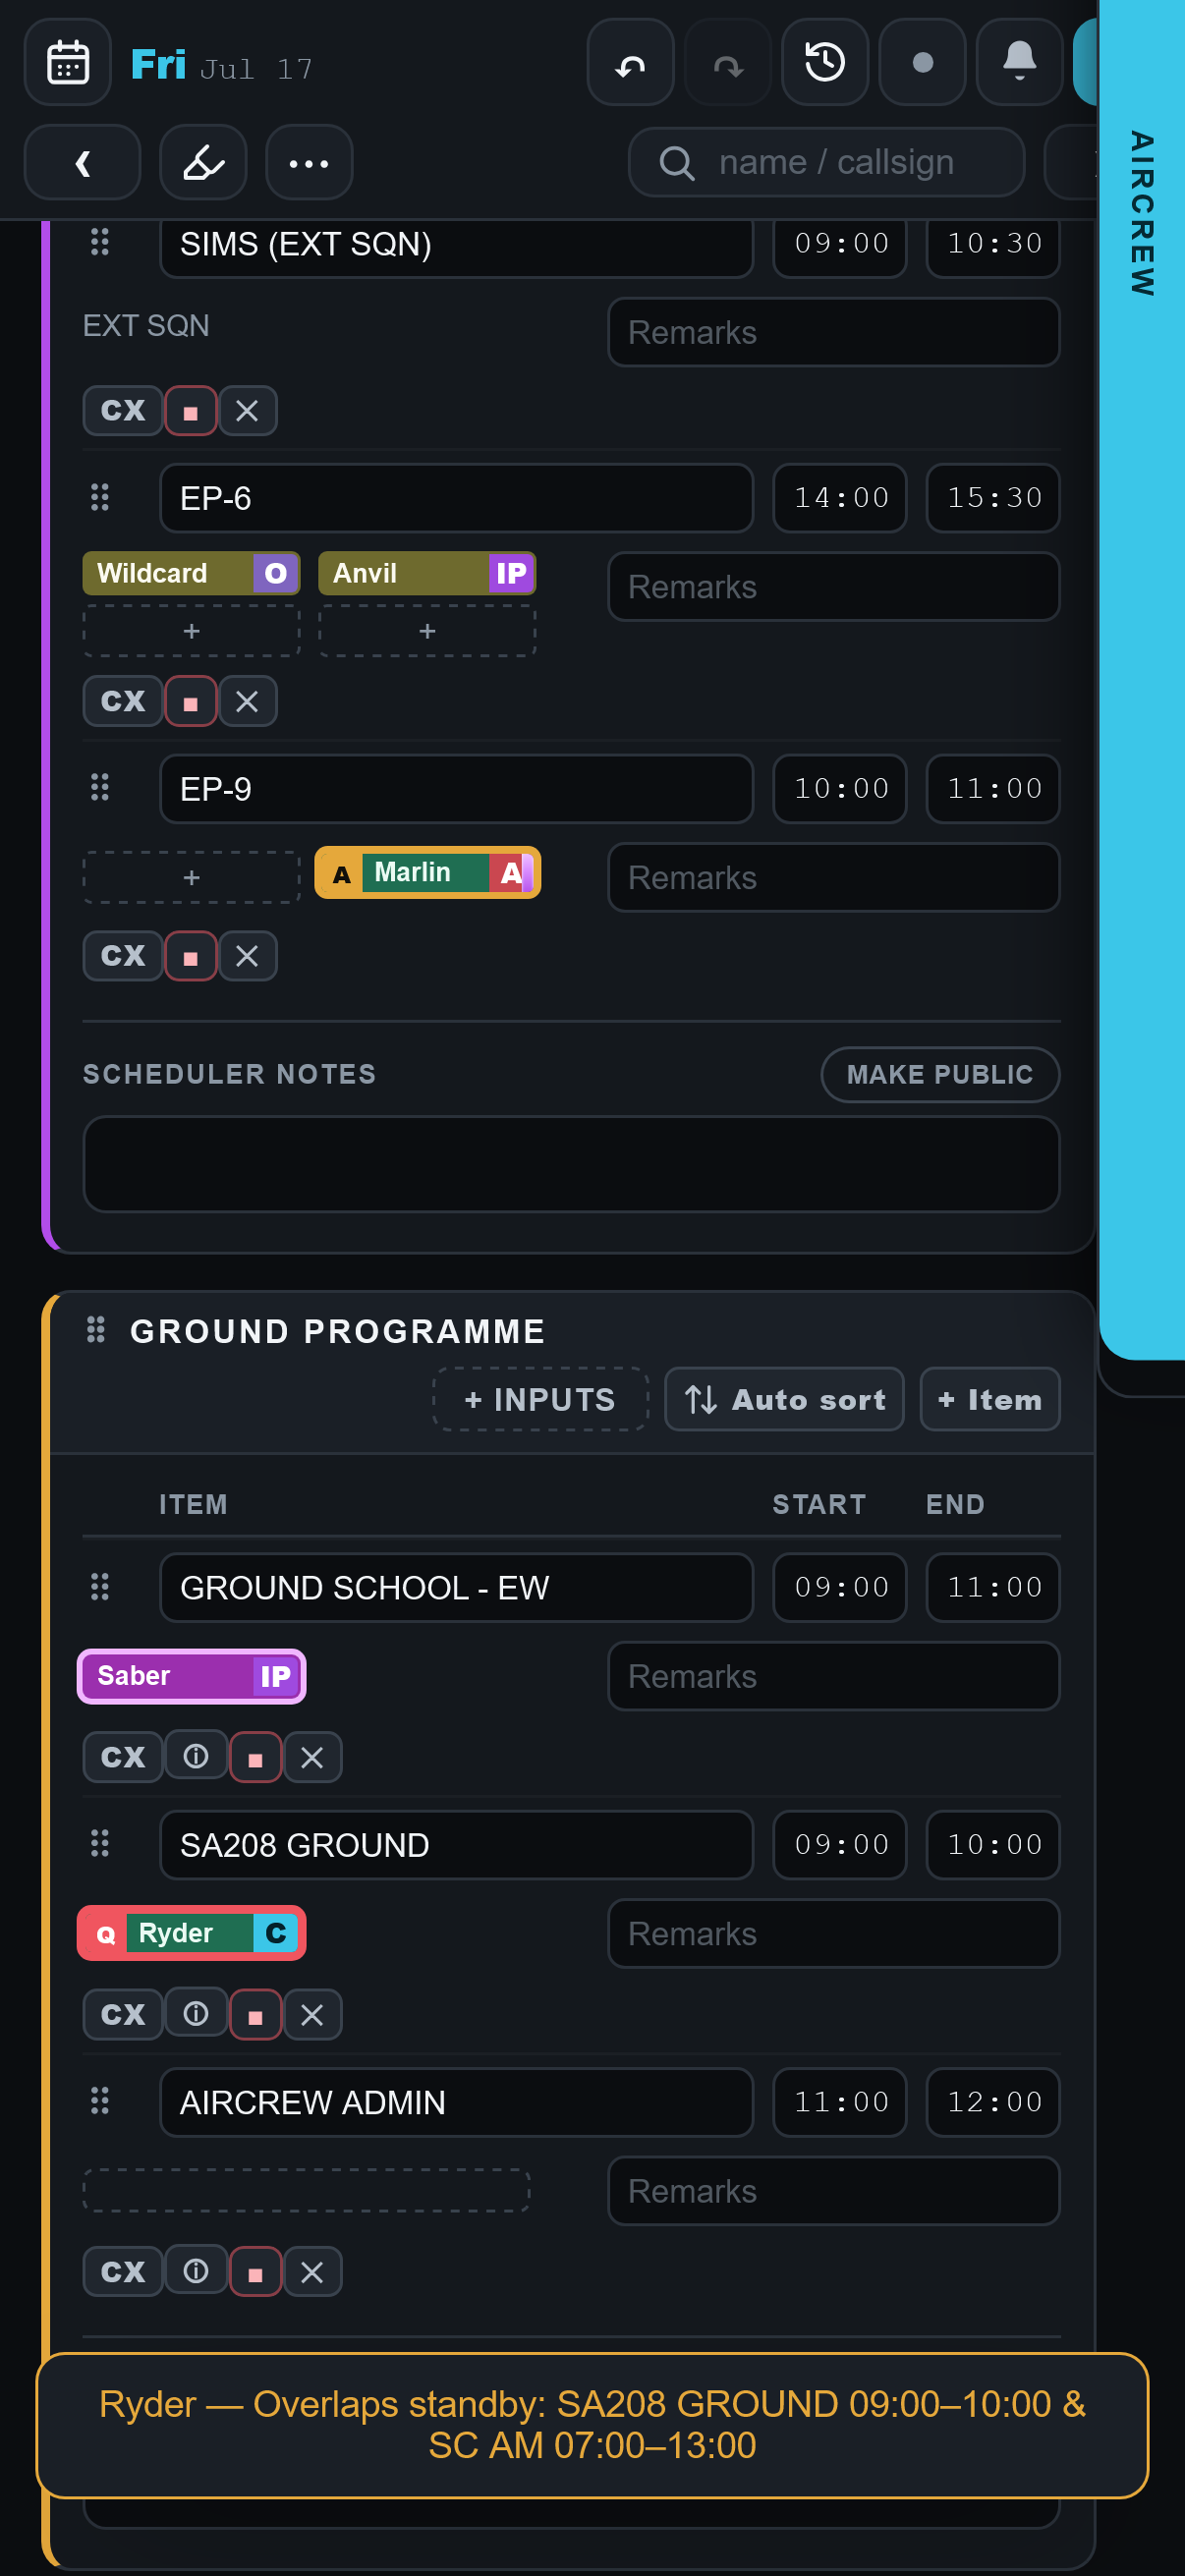 Fri Jul 17
name / callsign
AIRCREW
SIMS (EXT SQN) 09:00 10:30
EXT SQN Remarks
CX
EP-6 14:00 15:30
Wildcard O Anvil IP Remarks
+ +
CX
EP-9 10:00 11:00
+ A Marlin A Remarks
CX
SCHEDULER NOTES MAKE PUBLIC
GROUND PROGRAMME
+ INPUTS Auto sort + Item
ITEM START END
GROUND SCHOOL - EW 09:00 11:00
Saber IP Remarks
CX
SA208 GROUND 09:00 10:00
Q Ryder C Remarks
CX
AIRCREW ADMIN 11:00 12:00
Remarks
CX
Ryder — Overlaps standby: SA208 GROUND 09:00–10:00 &
SC AM 07:00–13:00